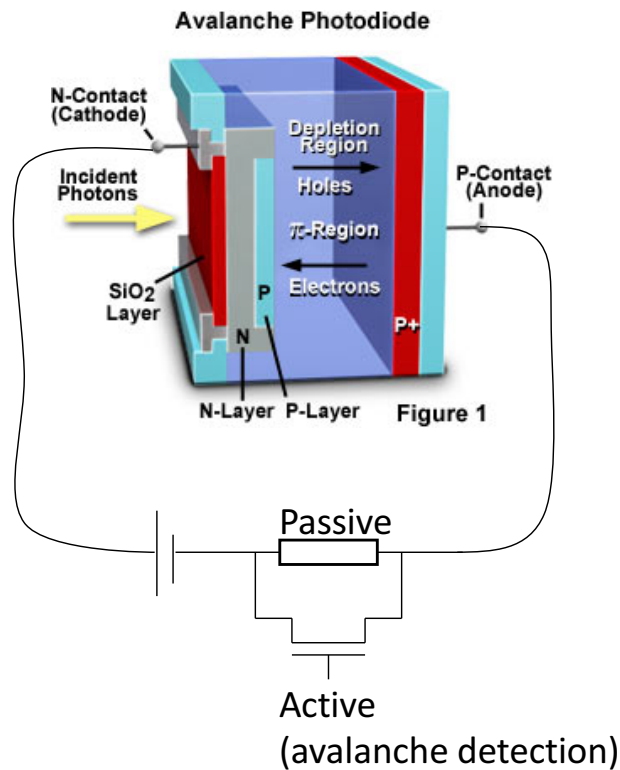 Avalanche Photodiode
N-Contact
(Cathode)
Depletion
Region
Holes
P-Contact
(Anode)
Incident
Photons
π-Region
Electrons
SiO2
Layer
P
N
P+
N-Layer
P-Layer
Figure 1
Passive
Active
(avalanche detection)